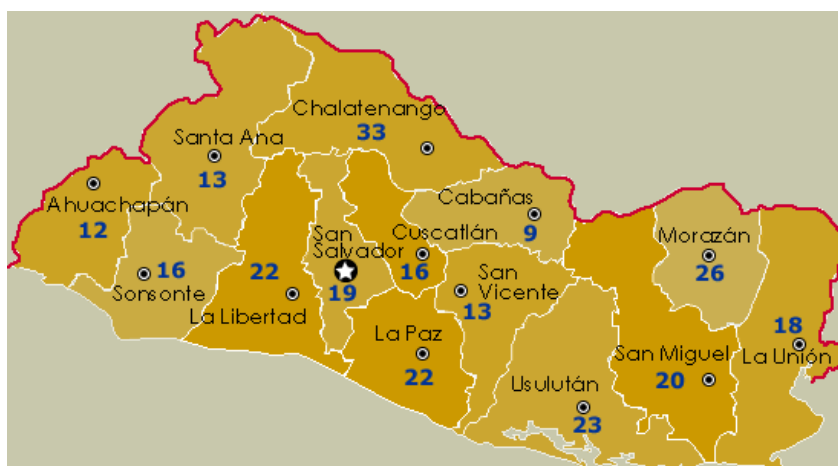 Chalatenango
33
Santa Ana
13
Ahuachapán
12
16
Sonsonte
22
La Libertad
San
Salvador
19
Cuscatlán
16
Cabañas
9
San
Vicente
13
La Paz
22
Usulután
23
Morazán
26
San Miguel
20
18
La Unión